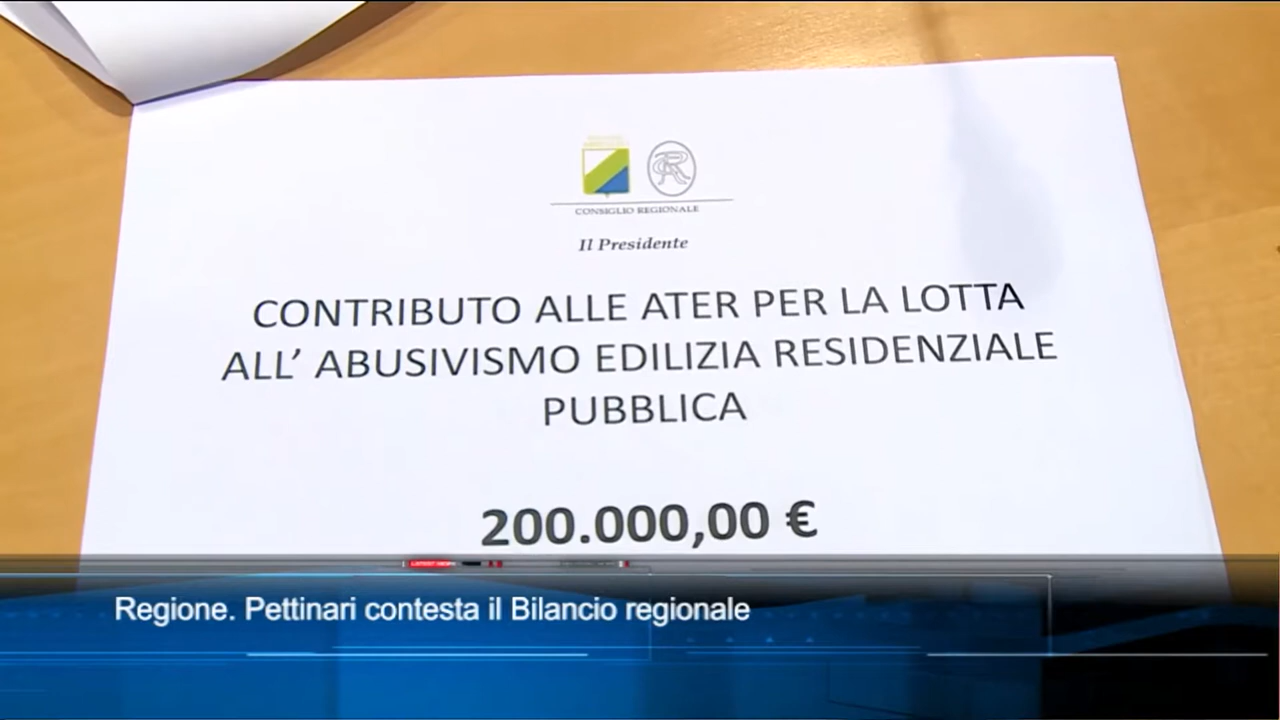 CONSIGLIO REGIONALE
Il Presidente
CONTRIBUTO ALLE ATER PER LA LOTTA
ALL’ ABUSIVISMO EDILIZIA RESIDENZIALE
PUBBLICA
200.000,00 €
Regione. Pettinari contesta il Bilancio regionale